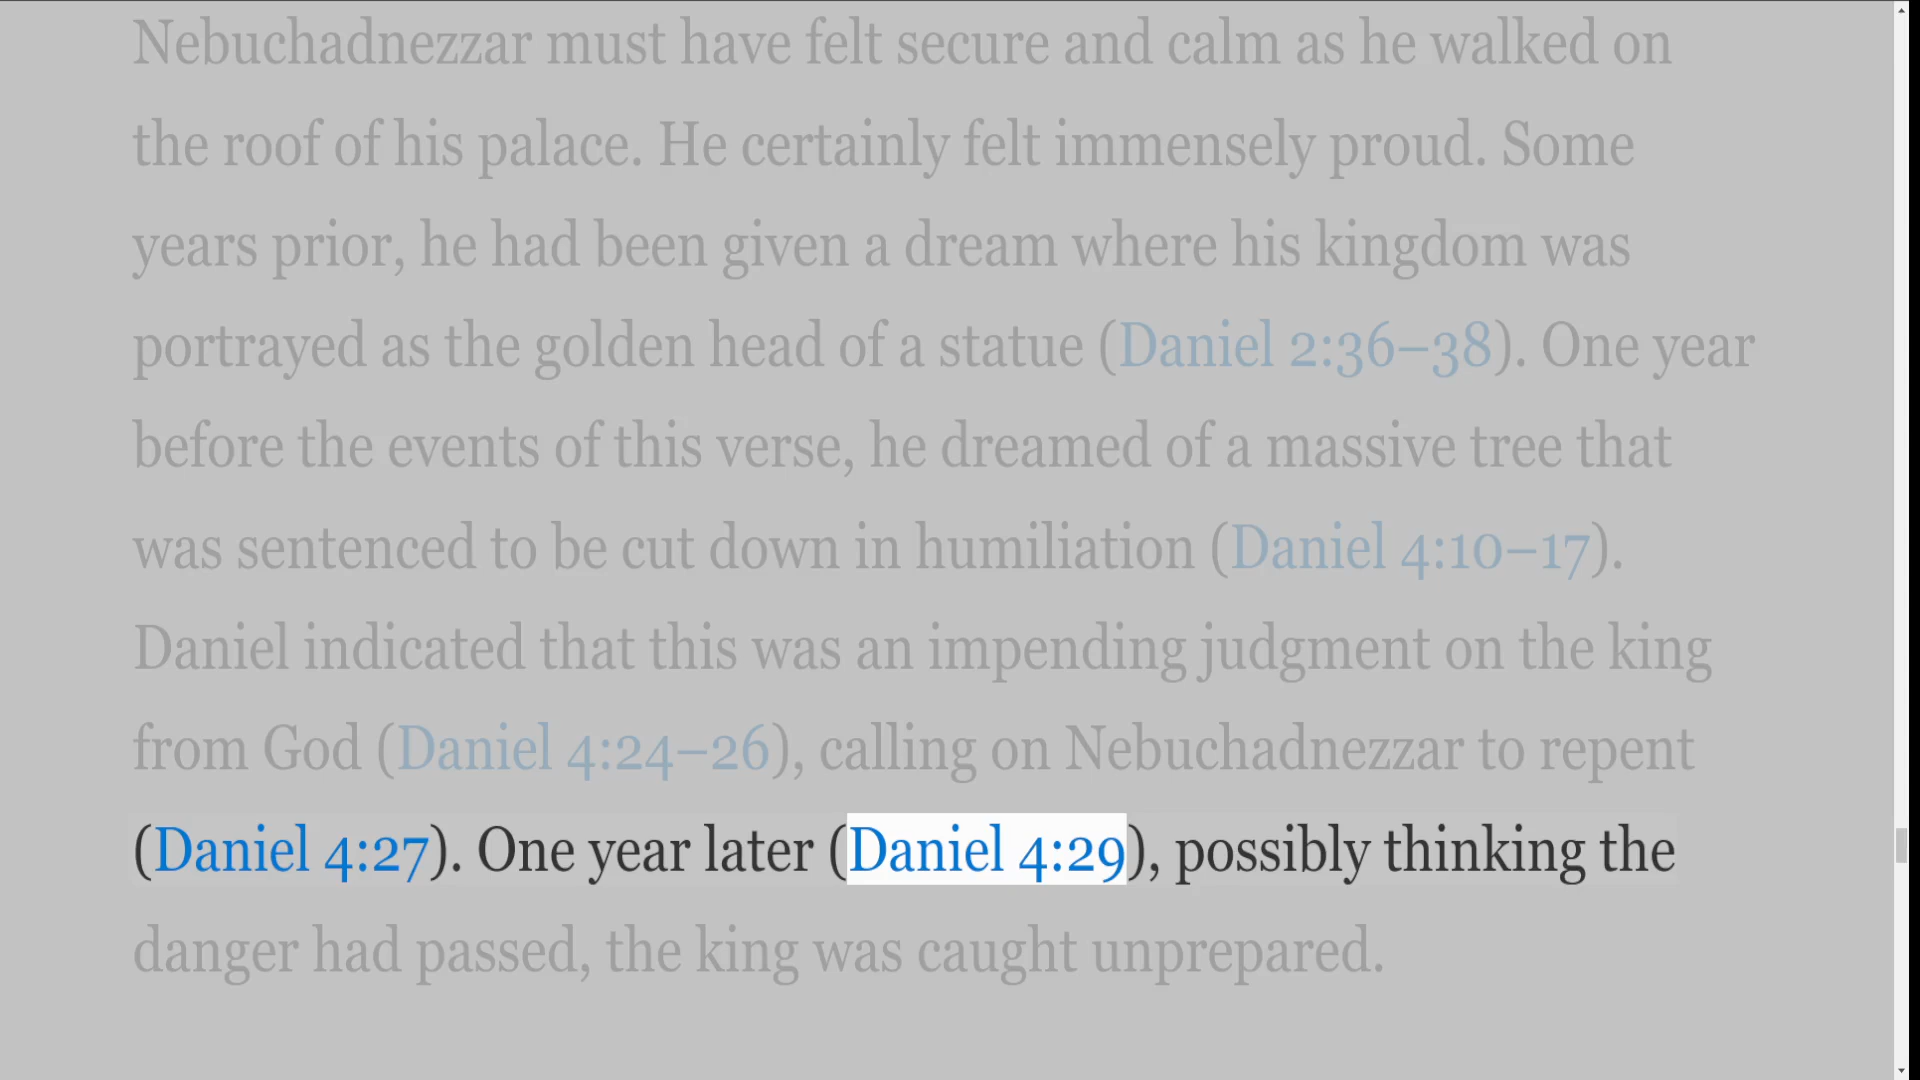 Nebuchadnezzar must have felt secure and calm as he walked on
the roof of his palace. He certainly felt immensely proud. Some
years prior, he had been given a dream where his kingdom was
portrayed as the golden head of a statue (Daniel 2:36–38). One year
before the events of this verse, he dreamed of a massive tree that
was sentenced to be cut down in humiliation (Daniel 4:10–17).
Daniel indicated that this was an impending judgment on the king
from God (Daniel 4:24–26), calling on Nebuchadnezzar to repent
(Daniel 4:27). One year later (Daniel 4:29), possibly thinking the
danger had passed, the king was caught unprepared.